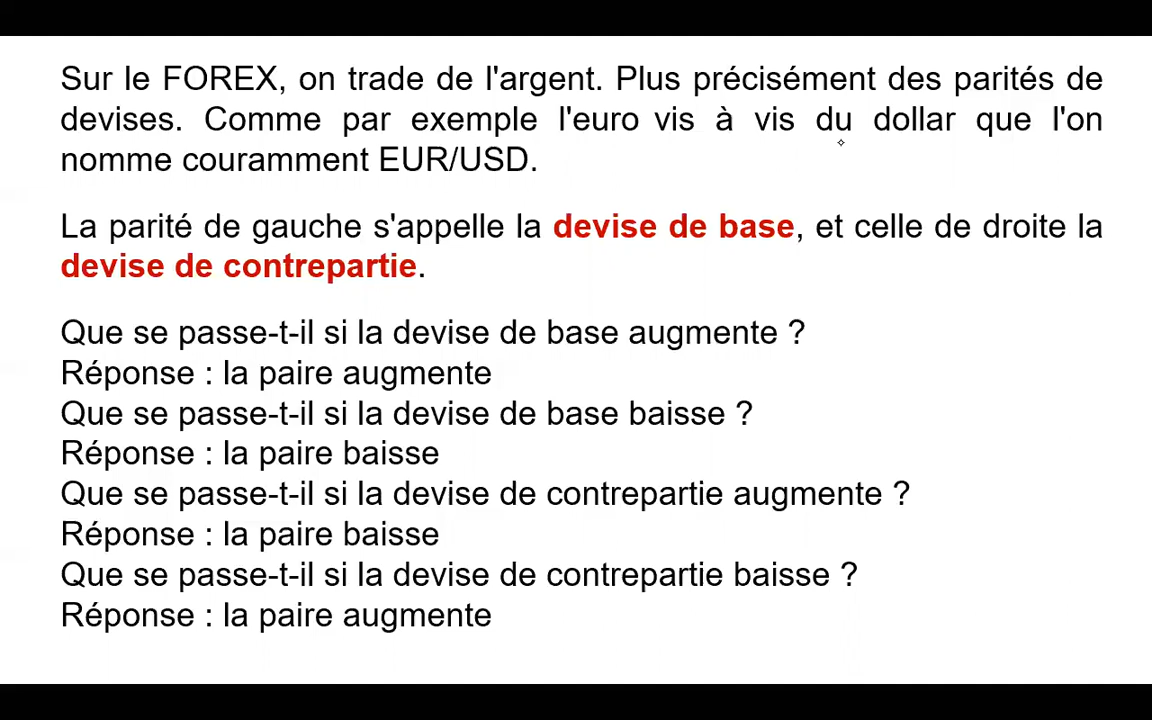 Sur le FOREX, on trade de l'argent. Plus précisément des parités de
devises. Comme par exemple l'euro vis à vis du dollar que l'on
nomme couramment EUR/USD.
La parité de gauche s'appelle la devise de base, et celle de droite la
devise de contrepartie.
Que se passe-t-il si la devise de base augmente ?
Réponse : la paire augmente
Que se passe-t-il si la devise de base baisse ?
Réponse : la paire baisse
Que se passe-t-il si la devise de contrepartie augmente ?
Réponse : la paire baisse
Que se passe-t-il si la devise de contrepartie baisse ?
Réponse : la paire augmente